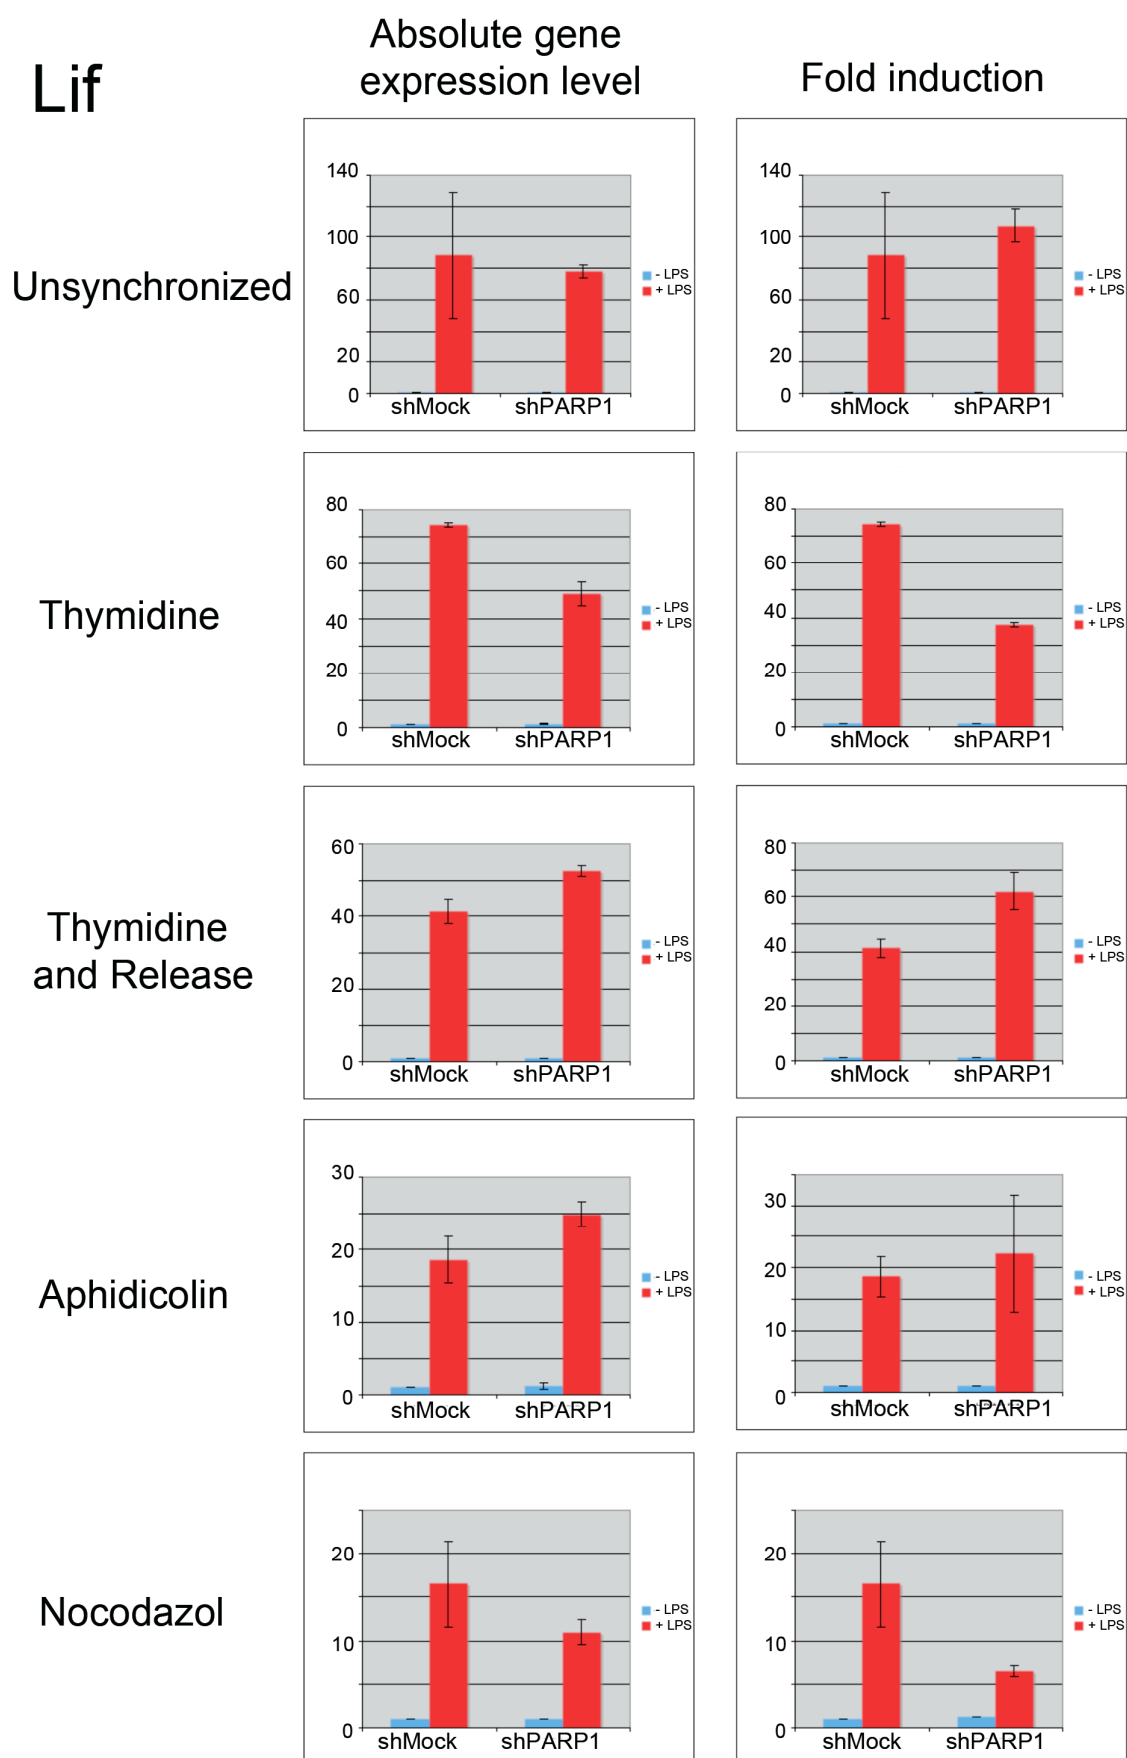 Lif
Absolute gene
expression level
Fold induction
Unsynchronized
140
100
60
20
0
shMock
shPARP1
- LPS
+ LPS
140
100
60
20
0
shMock
shPARP1
- LPS
+ LPS
Thymidine
80
60
40
20
0
shMock
shPARP1
- LPS
+ LPS
80
60
40
20
0
shMock
shPARP1
- LPS
+ LPS
Thymidine
and Release
60
40
20
0
shMock
shPARP1
- LPS
+ LPS
80
60
40
20
0
shMock
shPARP1
- LPS
+ LPS
Aphidicolin
30
20
10
0
shMock
shPARP1
- LPS
+ LPS
30
20
10
0
shMock
shPARP1
- LPS
+ LPS
Nocodazol
20
10
0
shMock
shPARP1
- LPS
+ LPS
20
10
0
shMock
shPARP1
- LPS
+ LPS